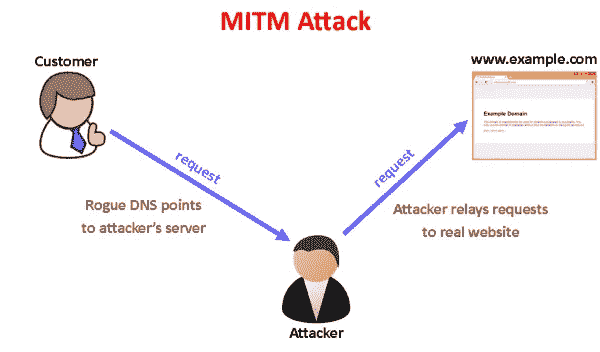 MITM Attack
Customer
www.example.com
Example Domain
request
request
Rogue DNS points
to attacker's server
Attacker relays requests
to real website
Attacker